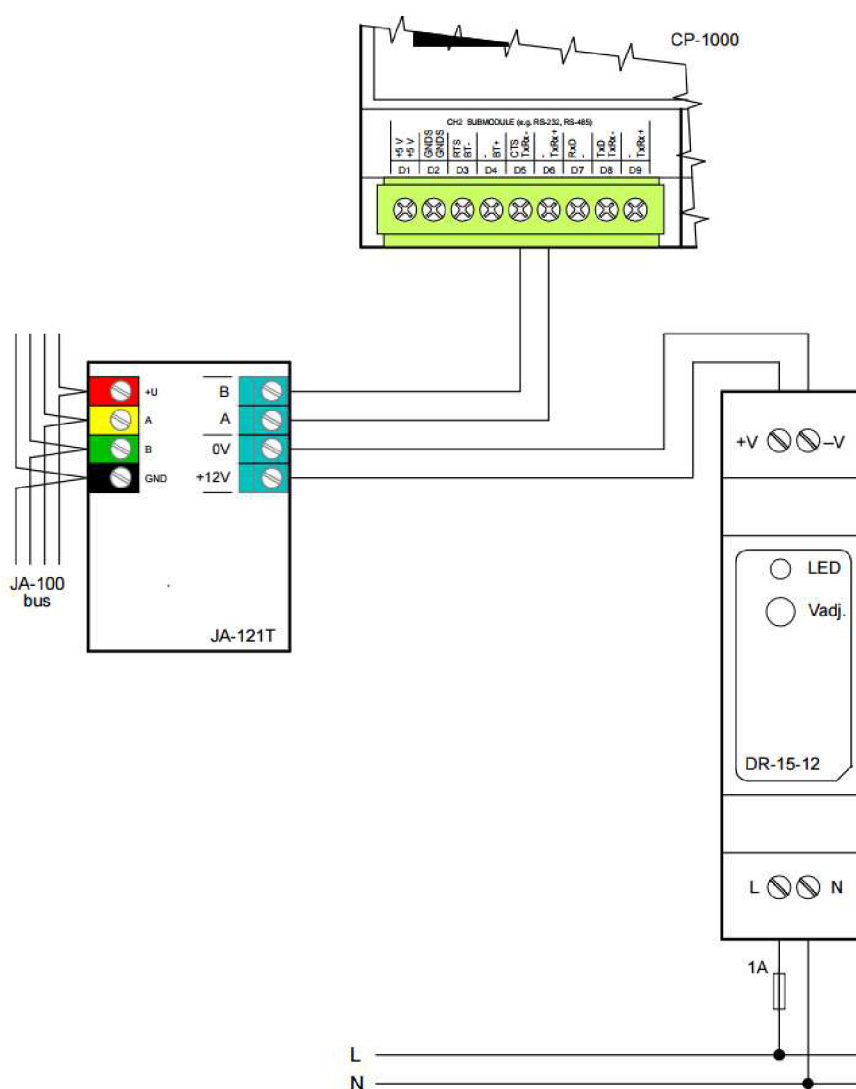 CP-1000
CH2 SUBMODULE (e.g. RS-232, RS-485)
+5 V
+5 V
GNDS
GNDS
RTS
BT-
-
BT+
CTS
TxRx-
-
TxRx+
RxD
-
TxD
TxRx-
-
TxRx+
D1 D2 D3 D4 D5 D6 D7 D8 D9
+U B
A A
B 0V
GND +12V
JA-100
bus
JA-121T
+V –V
LED
Vadj.
DR-15-12
L N
1A
L
N